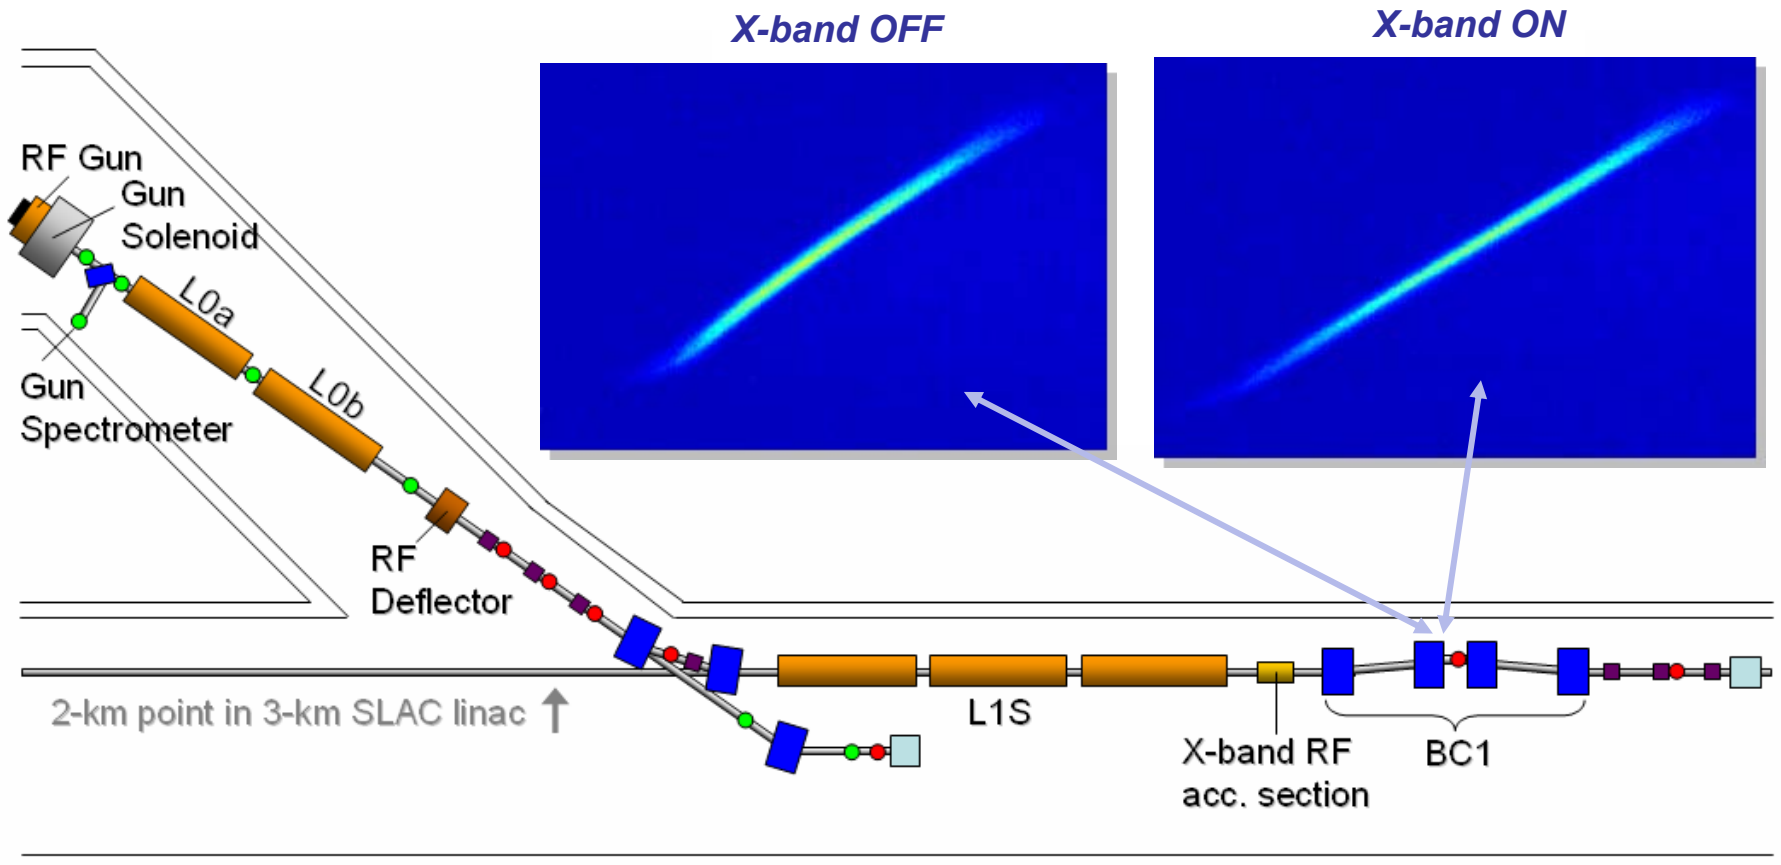 X-band OFF
X-band ON
RF Gun
Gun
Solenoid
L0a
L0b
Gun
Spectrometer
RF
Deflector
2-km point in 3-km SLAC linac
L1S
X-band RF
acc. section
BC1